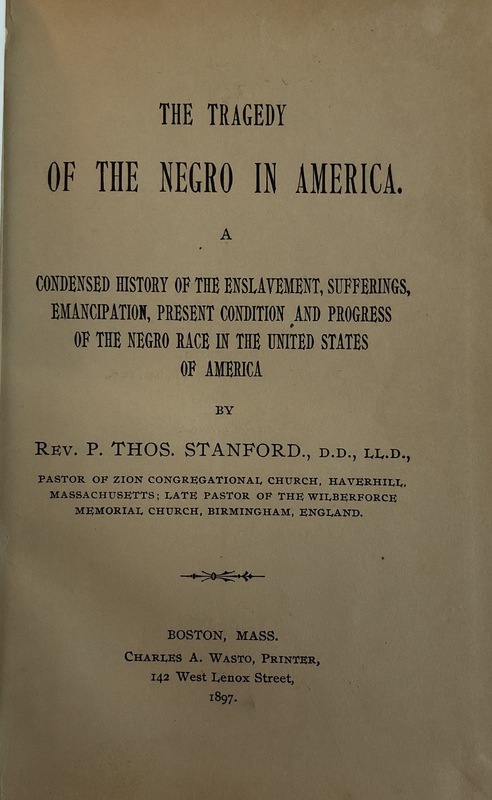 THE TRAGEDY
OF THE NEGRO IN AMERICA.
A
CONDENSED HISTORY OF THE ENSLAVEMENT, SUFFERINGS,
EMANCIPATION, PRESENT CONDITION AND PROGRESS
OF THE NEGRO RACE IN THE UNITED STATES
OF AMERICA
BY
REV. P. THOS. STANFORD., D.D., LL.D.,
PASTOR OF ZION CONGREGATIONAL CHURCH, HAVERHILL,
MASSACHUSETTS; LATE PASTOR OF THE WILBERFORCE
MEMORIAL CHURCH, BIRMINGHAM, ENGLAND.
BOSTON, MASS.
CHARLES A. WASTO, PRINTER,
142 West Lenox Street,
1897.